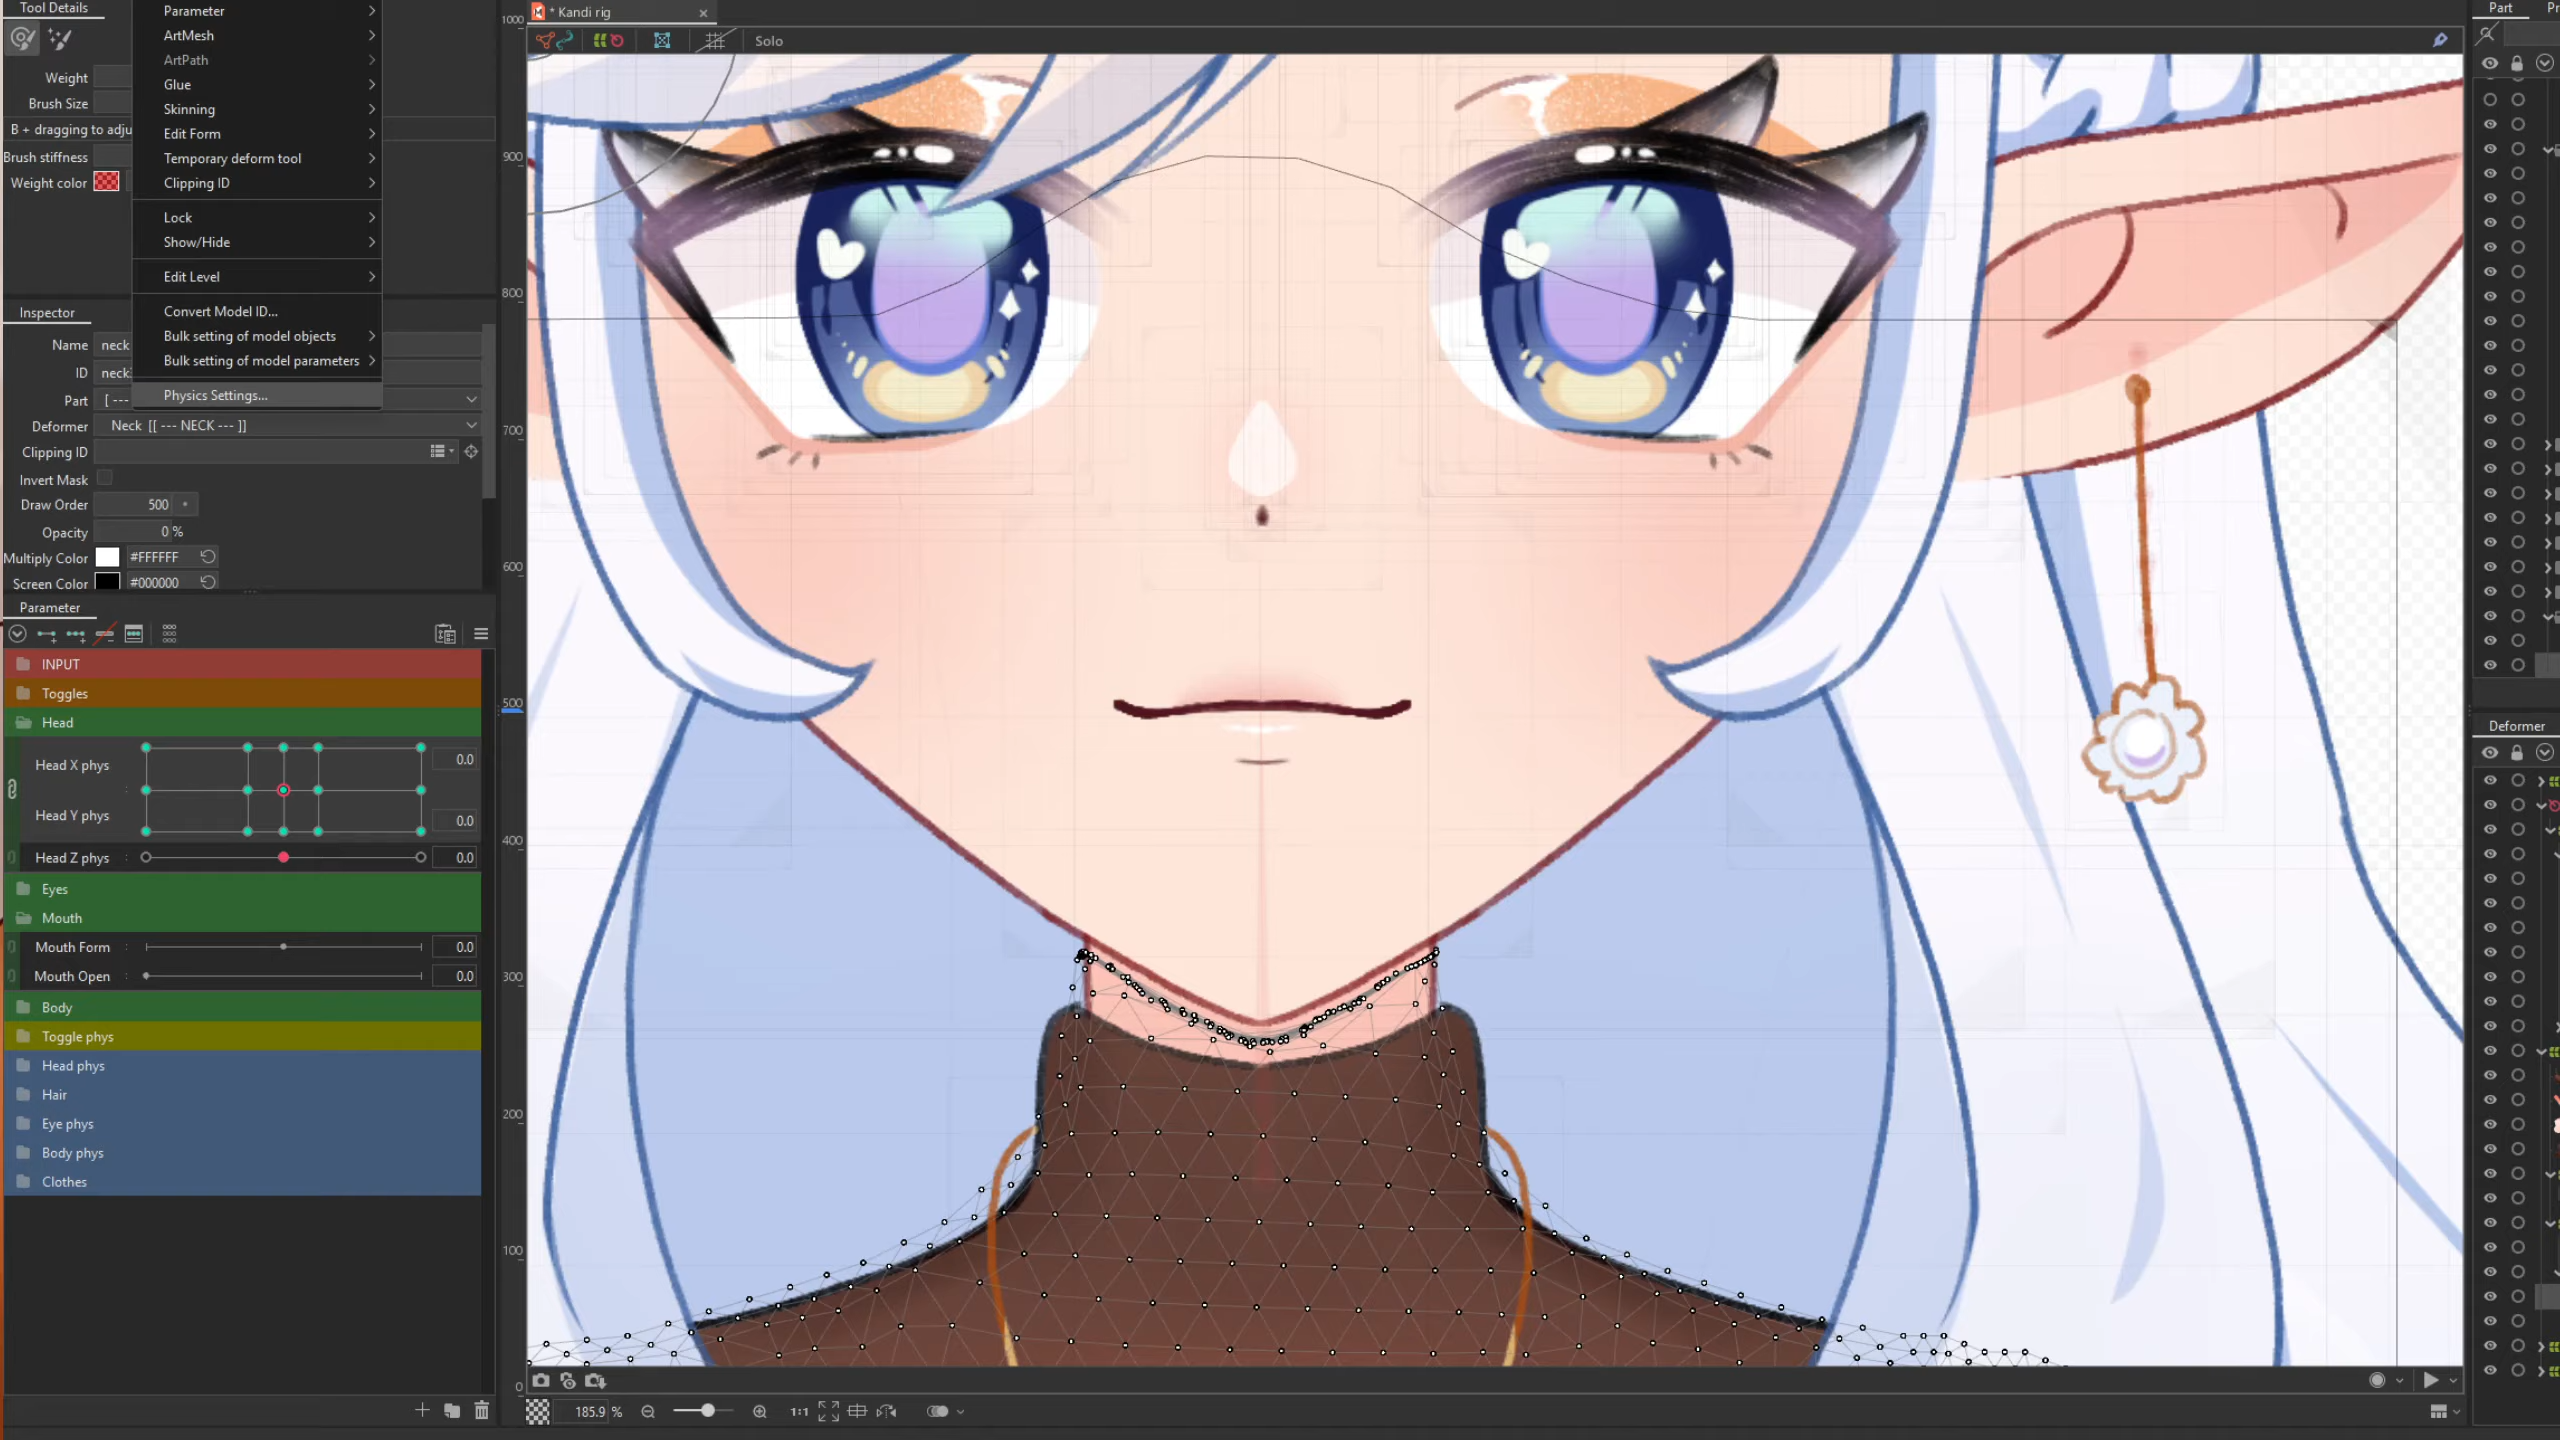 Tool Details
Weight
Brush Size
B + dragging to adju
Brush stiffness
Weight color
Parameter
ArtMesh
ArtPath
Glue
Skinning
Edit Form
Temporary deform tool
Clipping ID
Lock
Show/Hide
Edit Level
Convert Model ID...
Bulk setting of model objects
Bulk setting of model parameters
Physics Settings...
Inspector
Name neck
ID neck
Part [ ---
Deformer Neck [[ --- NECK --- ]]
Clipping ID
Invert Mask
Draw Order 500
Opacity 0 %
Multiply Color #FFFFFF
Screen Color #000000
Parameter
INPUT
Toggles
Head
Head X phys 0.0
Head Y phys 0.0
Head Z phys 0.0
Eyes
Mouth
Mouth Form 0.0
Mouth Open 0.0
Body
Toggle phys
Head phys
Hair
Eye phys
Body phys
Clothes
* Kandi rig
Solo
1000
900
800
700
600
500
400
300
200
100
0
185.9 %
1:1
Part
Deformer